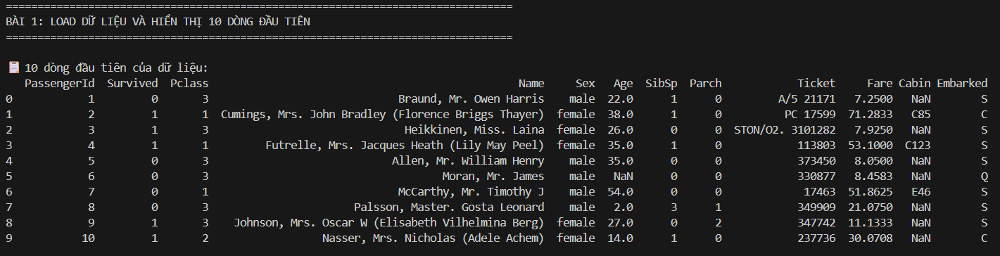 ================================================================================
BÀI 1: LOAD DỮ LIỆU VÀ HIỂN THỊ 10 DÒNG ĐẦU TIÊN
================================================================================
📋 10 dòng đầu tiên của dữ liệu:
PassengerId Survived Pclass Name Sex Age SibSp Parch Ticket Fare Cabin Embarked
0 1 0 3 Braund, Mr. Owen Harris male 22.0 1 0 A/5 21171 7.2500 NaN S
1 2 1 1 Cumings, Mrs. John Bradley (Florence Briggs Thayer) female 38.0 1 0 PC 17599 71.2833 C85 C
2 3 1 3 Heikkinen, Miss. Laina female 26.0 0 0 STON/O2. 3101282 7.9250 NaN S
3 4 1 1 Futrelle, Mrs. Jacques Heath (Lily May Peel) female 35.0 1 0 113803 53.1000 C123 S
4 5 0 3 Allen, Mr. William Henry male 35.0 0 0 373450 8.0500 NaN S
5 6 0 3 Moran, Mr. James male NaN 0 0 330877 8.4583 NaN Q
6 7 0 1 McCarthy, Mr. Timothy J male 54.0 0 0 17463 51.8625 E46 S
7 8 0 3 Palsson, Master. Gosta Leonard male 2.0 3 1 349909 21.0750 NaN S
8 9 1 3 Johnson, Mrs. Oscar W (Elisabeth Vilhelmina Berg) female 27.0 0 2 347742 11.1333 NaN S
9 10 1 2 Nasser, Mrs. Nicholas (Adele Achem) female 14.0 1 0 237736 30.0708 NaN C